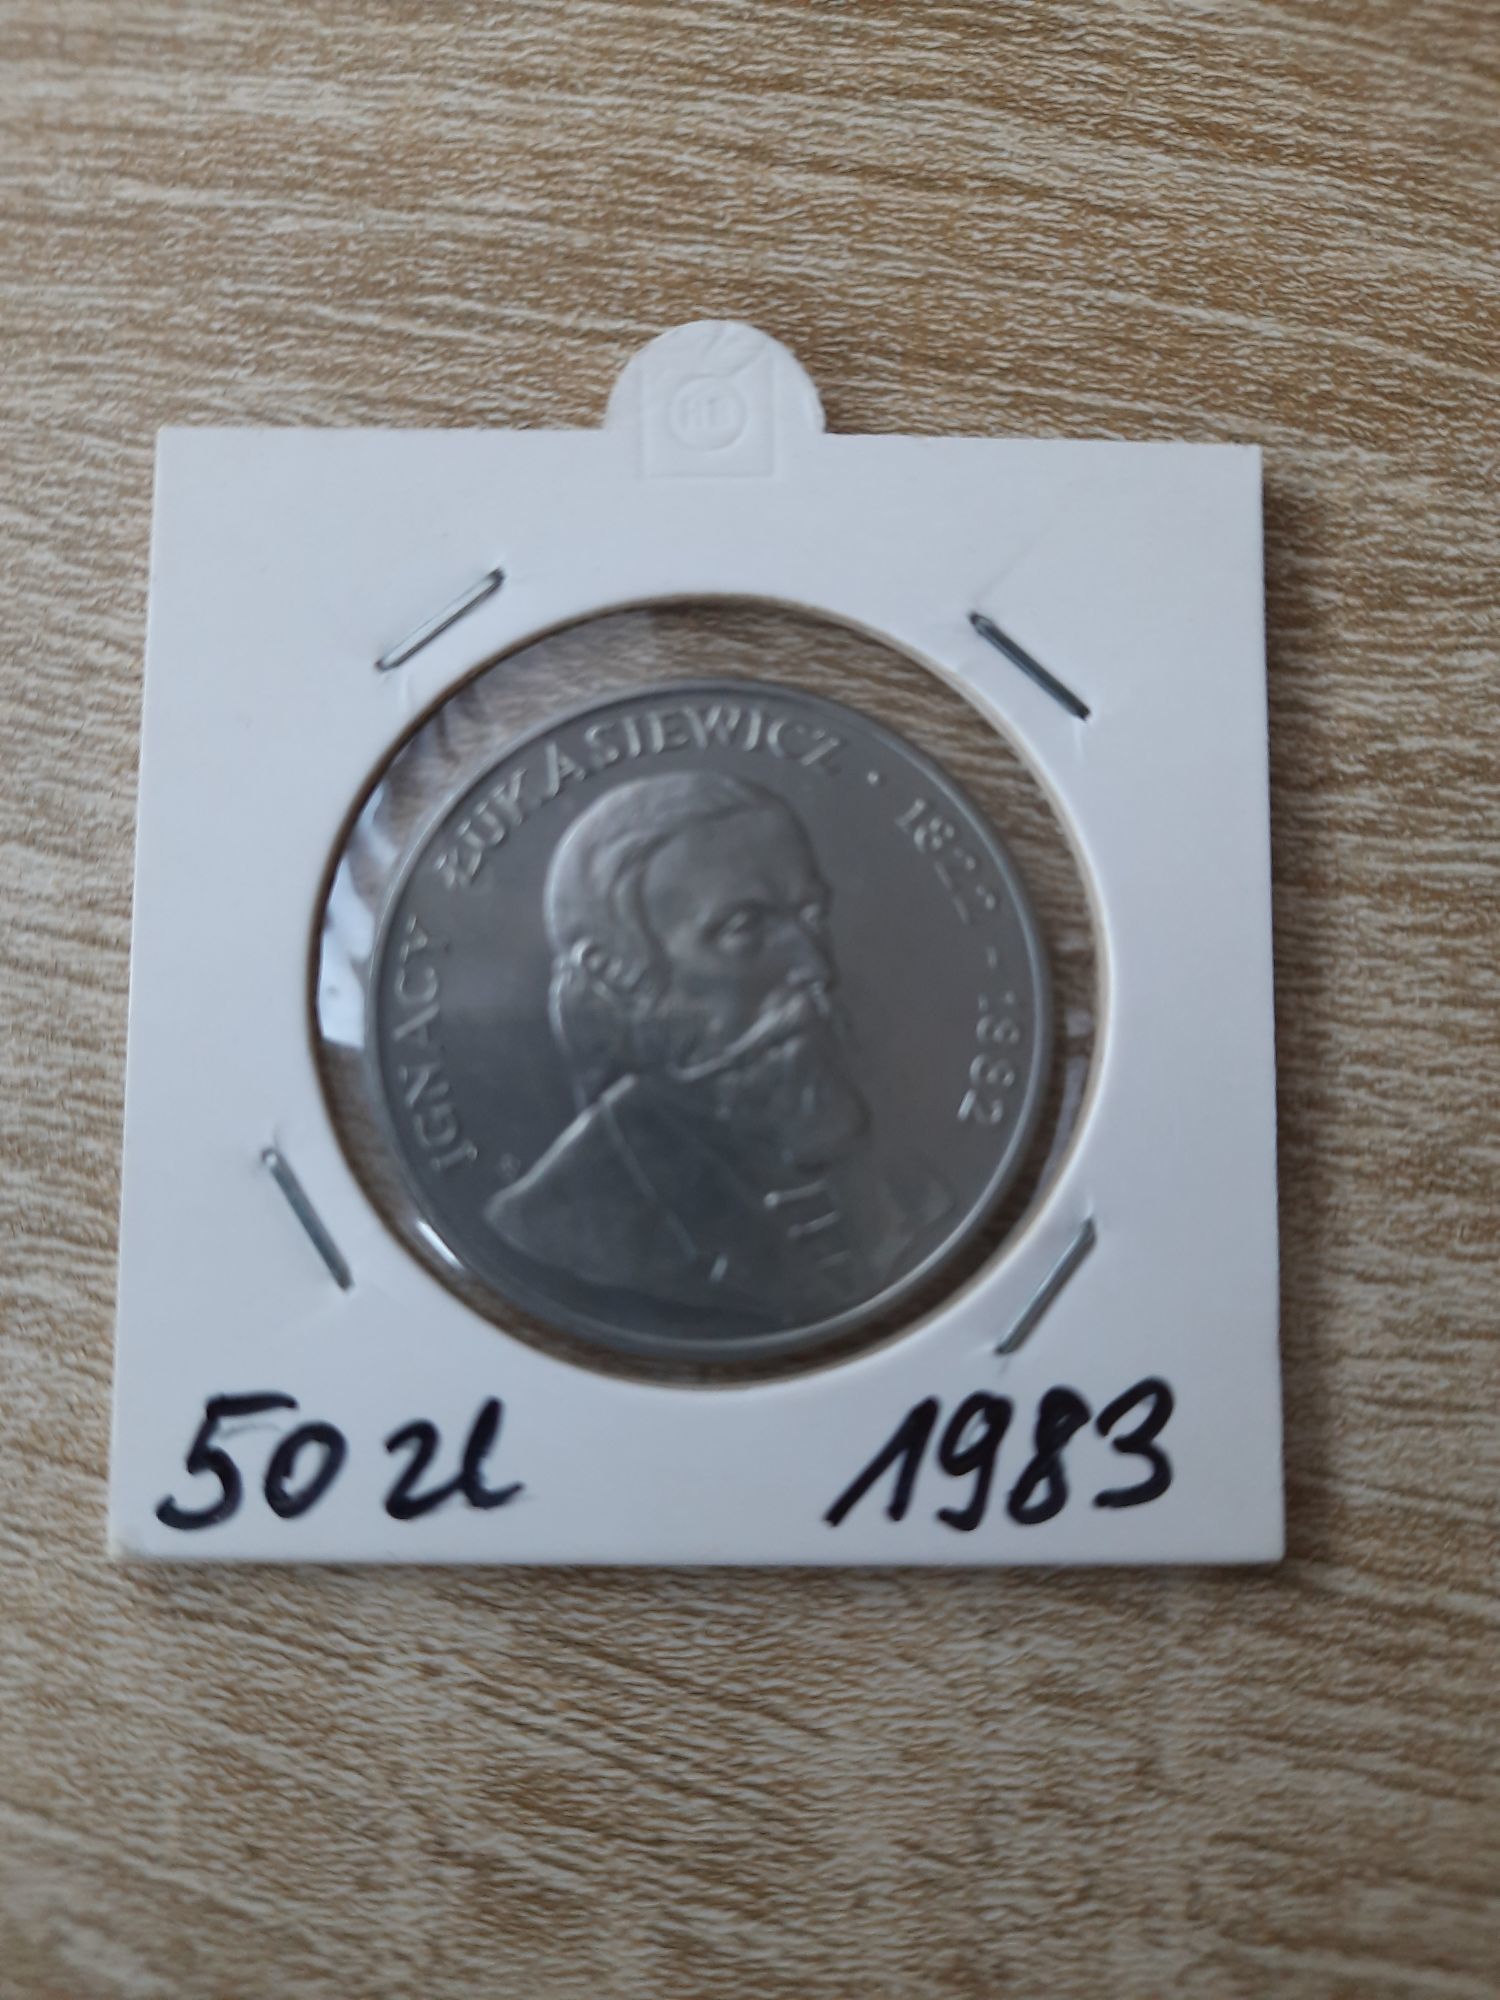 IGNACY ŁUKASIEWICZ · 1822 - 1882
50 zł 1983